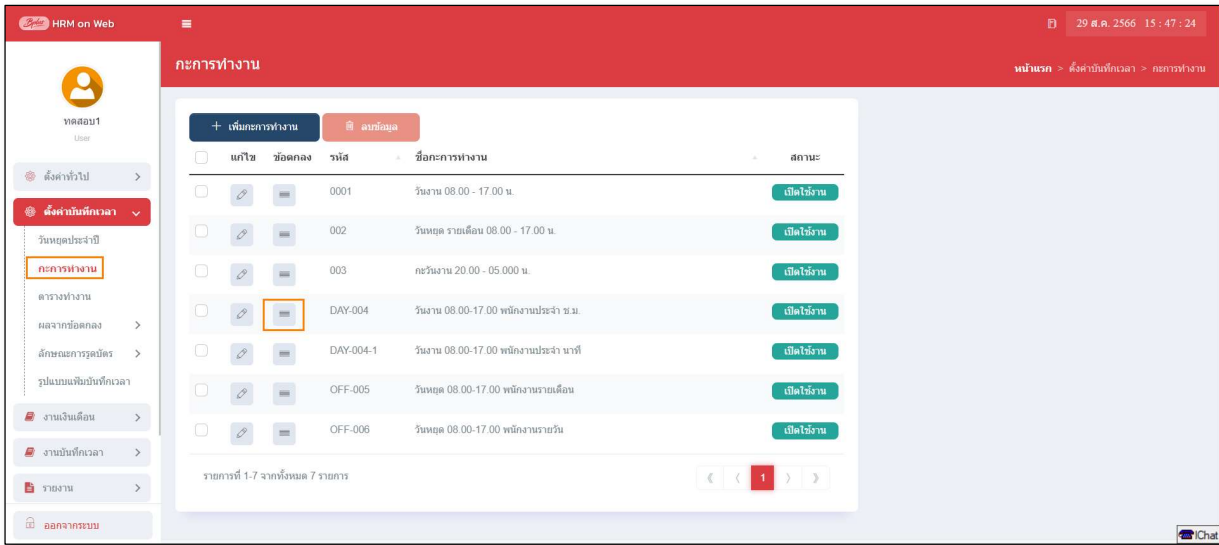 Bplus HRM on Web
29 ส.ค. 2566 15 : 47 : 24
กะการทำงาน
หน้าแรก > ตั้งค่าบันทึกเวลา > กะการทำงาน
ทดสอบ1
User
ตั้งค่าทั่วไป
ตั้งค่าบันทึกเวลา
วันหยุดประจำปี
กะการทำงาน
ตารางทำงาน
ผลจากข้อตกลง
ลักษณะการรูดบัตร
รูปแบบแฟ้มบันทึกเวลา
งานเงินเดือน
งานบันทึกเวลา
รายงาน
ออกจากระบบ
+ เพิ่มกะการทำงาน ลบข้อมูล
แก้ไข ข้อตกลง รหัส ชื่อกะการทำงาน สถานะ
0001 วันงาน 08.00 - 17.00 น. เปิดใช้งาน
002 วันหยุด รายเดือน 08.00 - 17.00 น. เปิดใช้งาน
003 กะวันงาน 20.00 - 05.000 น. เปิดใช้งาน
DAY-004 วันงาน 08.00-17.00 พนักงานประจำ ช.ม. เปิดใช้งาน
DAY-004-1 วันงาน 08.00-17.00 พนักงานประจำ นาที เปิดใช้งาน
OFF-005 วันหยุด 08.00-17.00 พนักงานรายเดือน เปิดใช้งาน
OFF-006 วันหยุด 08.00-17.00 พนักงานรายวัน เปิดใช้งาน
รายการที่ 1-7 จากทั้งหมด 7 รายการ
1
IChat